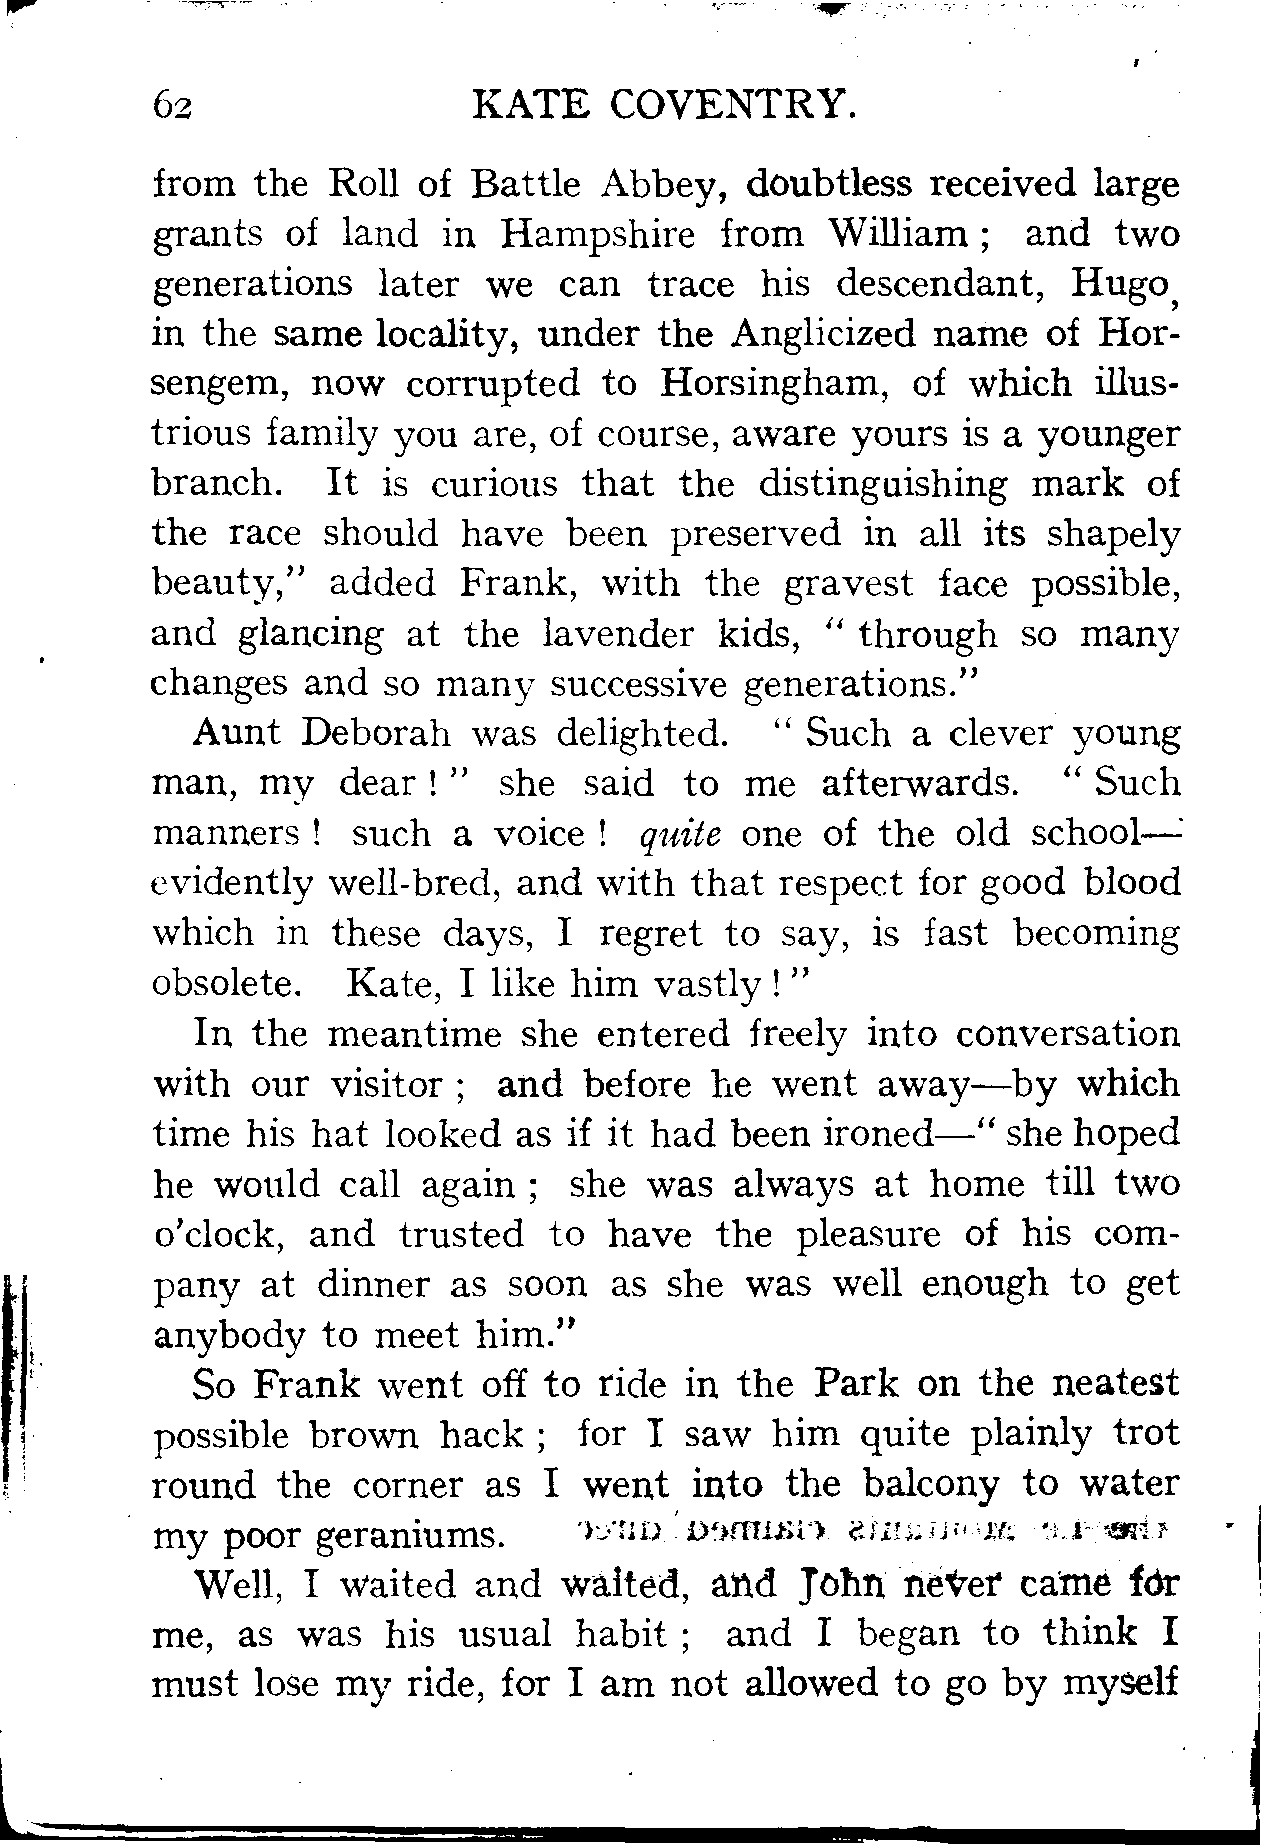 62 KATE COVENTRY.
from the Roll of Battle Abbey, doubtless received large
grants of land in Hampshire from William ; and two
generations later we can trace his descendant, Hugo,
in the same locality, under the Anglicized name of Hor-
sengem, now corrupted to Horsingham, of which illus-
trious family you are, of course, aware yours is a younger
branch. It is curious that the distinguishing mark of
the race should have been preserved in all its shapely
beauty," added Frank, with the gravest face possible,
and glancing at the lavender kids, " through so many
changes and so many successive generations."
Aunt Deborah was delighted. " Such a clever young
man, my dear ! " she said to me afterwards. " Such
manners ! such a voice ! quite one of the old school—
evidently well-bred, and with that respect for good blood
which in these days, I regret to say, is fast becoming
obsolete. Kate, I like him vastly ! "
In the meantime she entered freely into conversation
with our visitor ; and before he went away—by which
time his hat looked as if it had been ironed—" she hoped
he would call again ; she was always at home till two
o'clock, and trusted to have the pleasure of his com-
pany at dinner as soon as she was well enough to get
anybody to meet him."
So Frank went off to ride in the Park on the neatest
possible brown hack ; for I saw him quite plainly trot
round the corner as I went into the balcony to water
my poor geraniums.
Well, I waited and waited, and John never came for
me, as was his usual habit ; and I began to think I
must lose my ride, for I am not allowed to go by myself